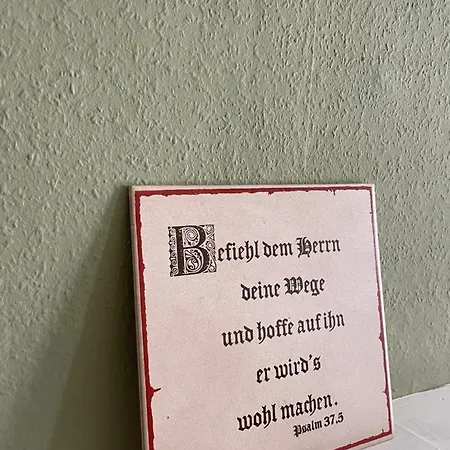 Befiehl dem Herrn
deine Wege
und hoffe auf ihn
er wird's
wohl machen.
Psalm 37,5